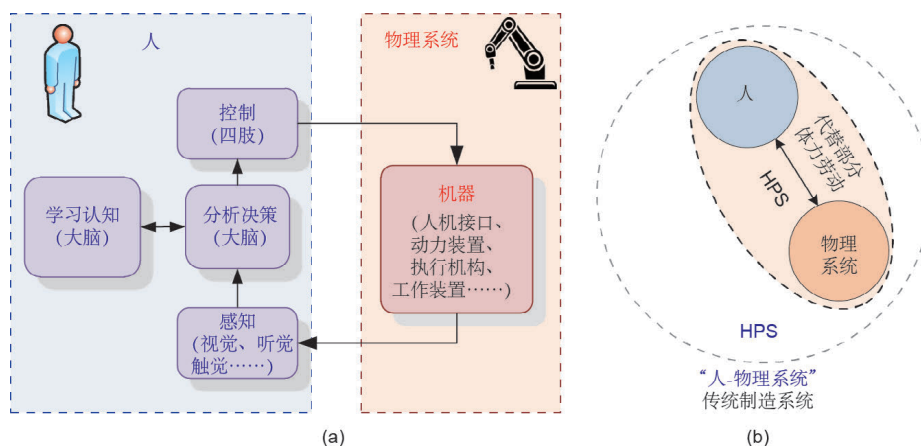 人
物理系统
控制
(四肢)
学习认知
(大脑)
分析决策
(大脑)
感知
(视觉、听觉
触觉……)
机器
(人机接口、
动力装置、
执行机构、
工作装置……)
(a)
人
代替部分
体力劳动
HPS
物理
系统
HPS
“人-物理系统”
传统制造系统
(b)